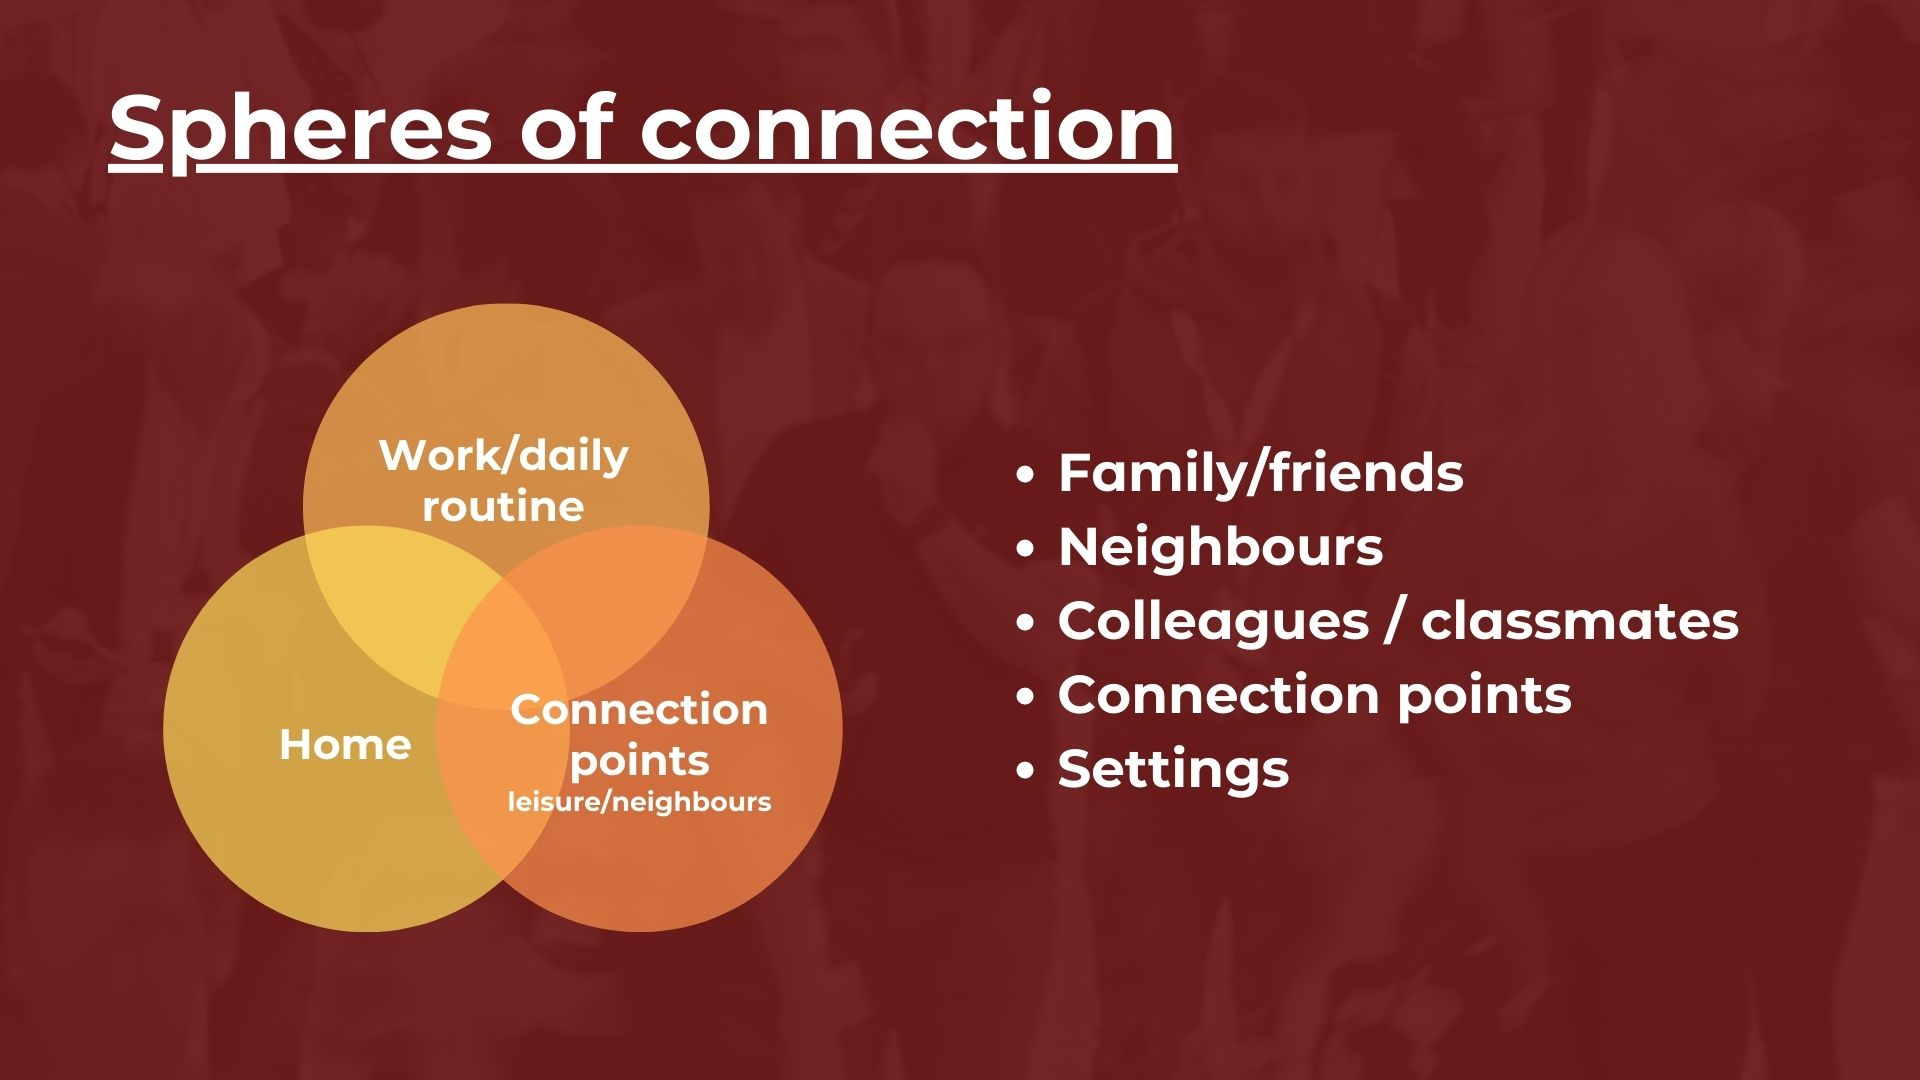 Spheres of connection
Work/daily
routine
Home
Connection
points
leisure/neighbours
• Family/friends
• Neighbours
• Colleagues / classmates
• Connection points
• Settings